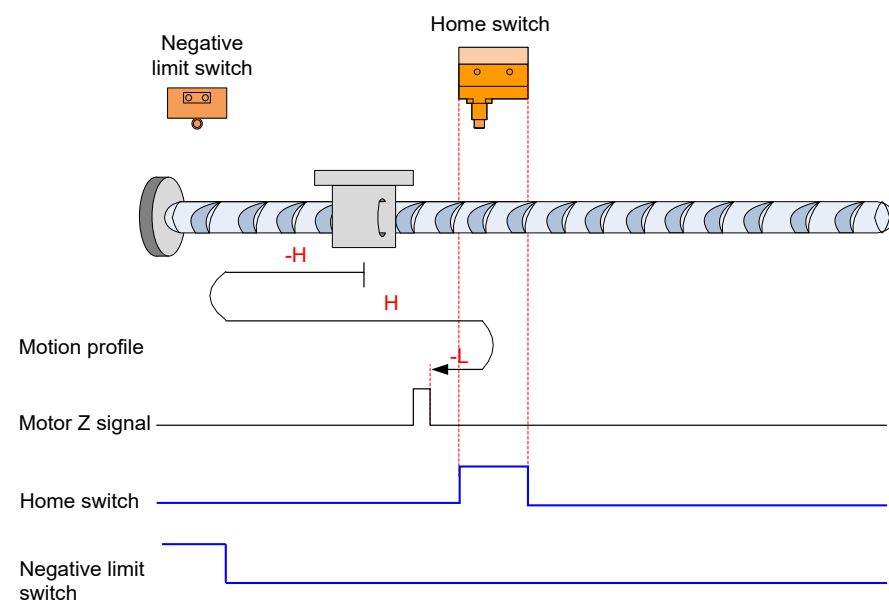 Home switch
Negative
limit switch
-H
H
Motion profile
-L
Motor Z signal
Home switch
Negative limit
switch